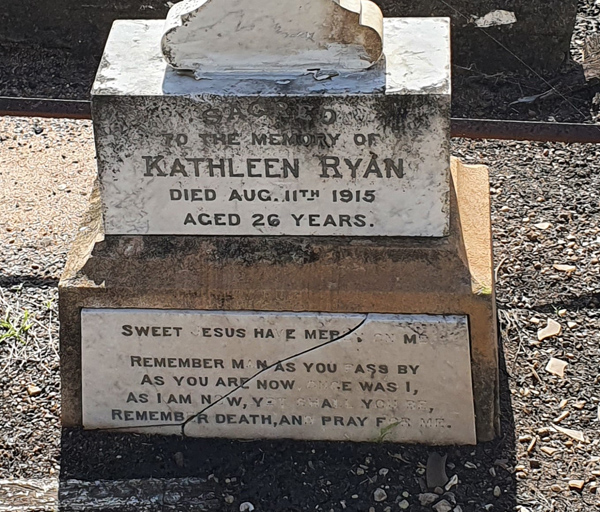 SACRED
TO THE MEMORY OF
KATHLEEN RYAN
DIED AUG. 11TH 1915
AGED 26 YEARS.
SWEET JESUS HAVE MERCY ON ME
REMEMBER MAN AS YOU PASS BY
AS YOU ARE NOW ONCE WAS I,
AS I AM NOW, YOU SHALL YOU BE,
REMEMBER DEATH, AND PRAY FOR ME.